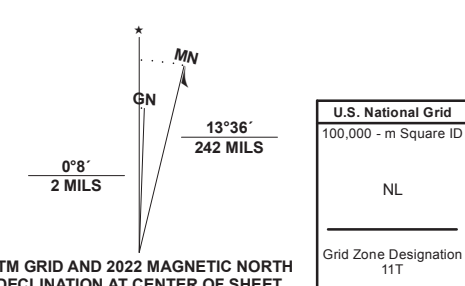 ★
MN
GN
13°36´
242 MILS
0°8´
2 MILS
TM GRID AND 2022 MAGNETIC NORTH
DECLINATION AT CENTER OF SHEET
U.S. National Grid
100,000 - m Square ID
NL
Grid Zone Designation
11T